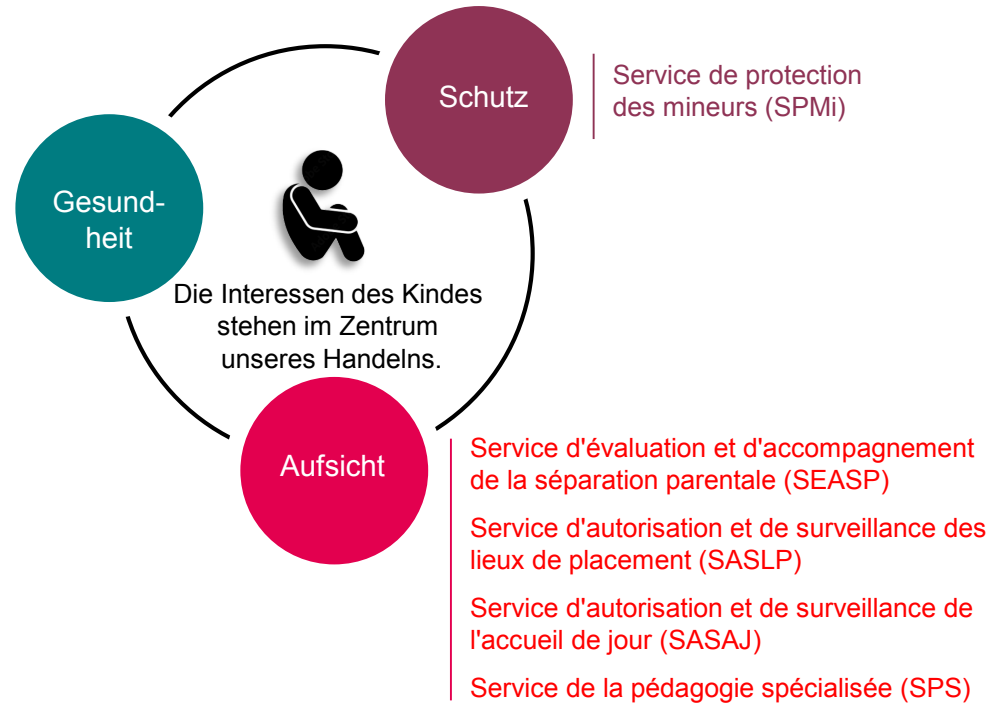 Schutz
Service de protection
des mineurs (SPMi)
Gesund-
heit
Die Interessen des Kindes
stehen im Zentrum
unseres Handelns.
Aufsicht
Service d'évaluation et d'accompagnement
de la séparation parentale (SEASP)
Service d'autorisation et de surveillance des
lieux de placement (SASLP)
Service d'autorisation et de surveillance de
l'accueil de jour (SASAJ)
Service de la pédagogie spécialisée (SPS)